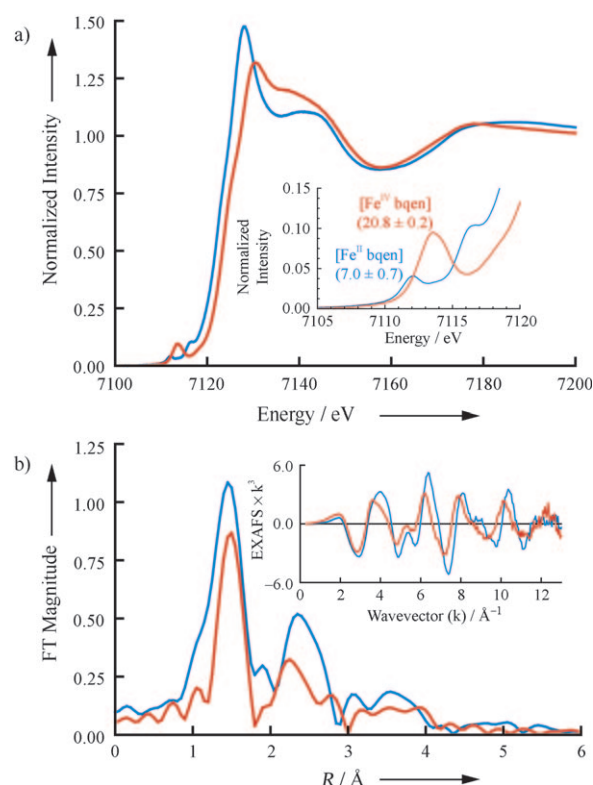 a)
Normalized Intensity
1.50
1.25
1.00
0.75
0.50
0.25
0.00
7100
7120
7140
7160
7180
7200
Energy / eV
Normalized
Intensity
0.15
0.10
0.05
0.00
[Fe^IV bqen]
(20.8 ± 0.2)
[Fe^II bqen]
(7.0 ± 0.7)
7105
7110
7115
7120
Energy / eV
b)
FT Magnitude
1.25
1.00
0.75
0.50
0.25
0.00
0
1
2
3
4
5
6
R / Å
EXAFS × k³
6.0
0.0
−6.0
0
2
4
6
8
10
12
Wavevector (k) / Å⁻¹